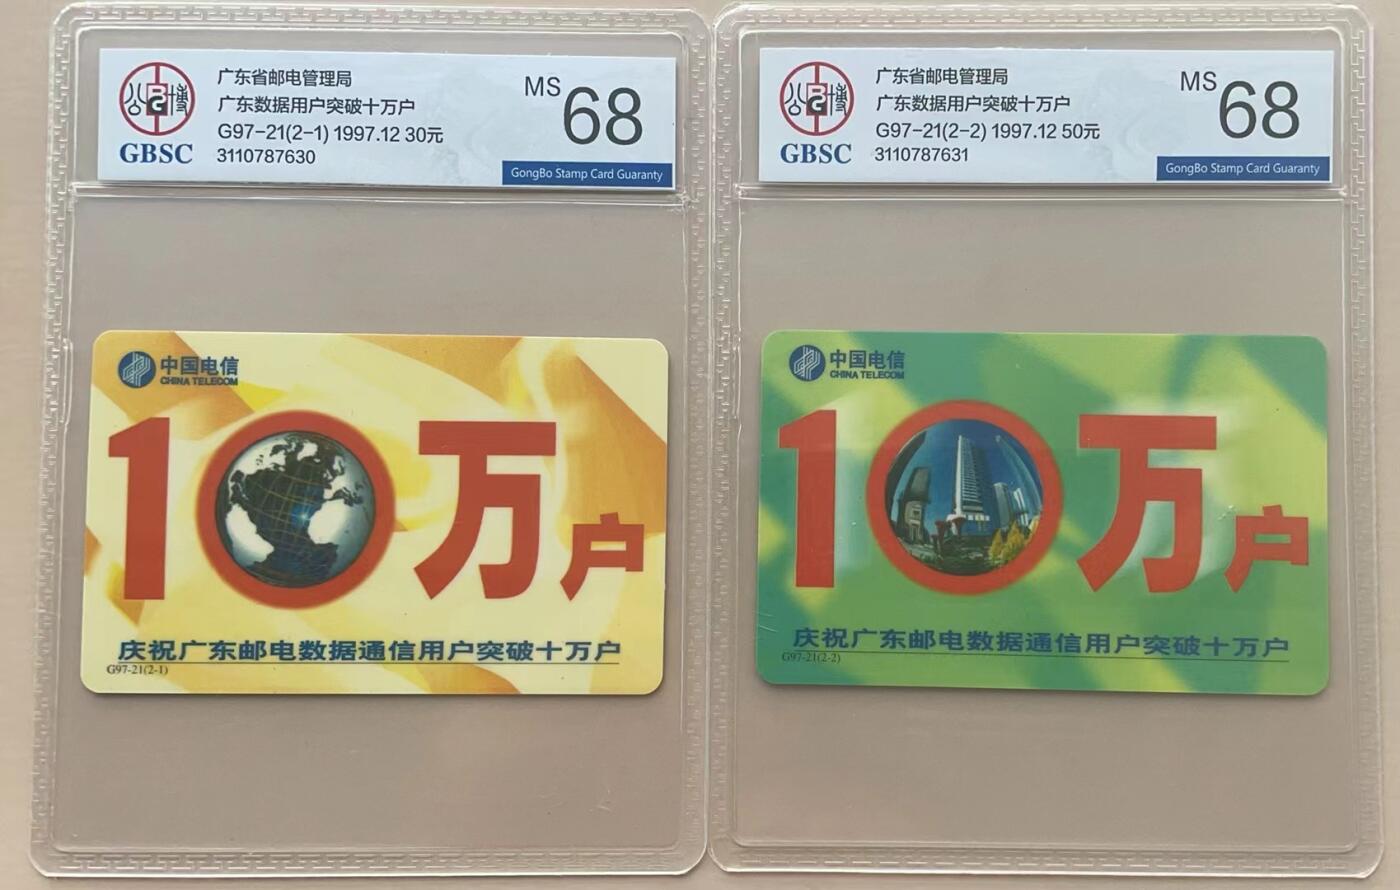 广东省邮电管理局
广东数据用户突破十万户
G97-21(2-1) 1997.12 30元
3110787630
GBSC
MS 68
GongBo Stamp Card Guaranty
广东省邮电管理局
广东数据用户突破十万户
G97-21(2-2) 1997.12 50元
3110787631
GBSC
MS 68
GongBo Stamp Card Guaranty
中国电信
CHINA TELECOM
10万户
庆祝广东邮电数据通信用户突破十万户
G97-21(2-1)
中国电信
CHINA TELECOM
10万户
庆祝广东邮电数据通信用户突破十万户
G97-21(2-2)